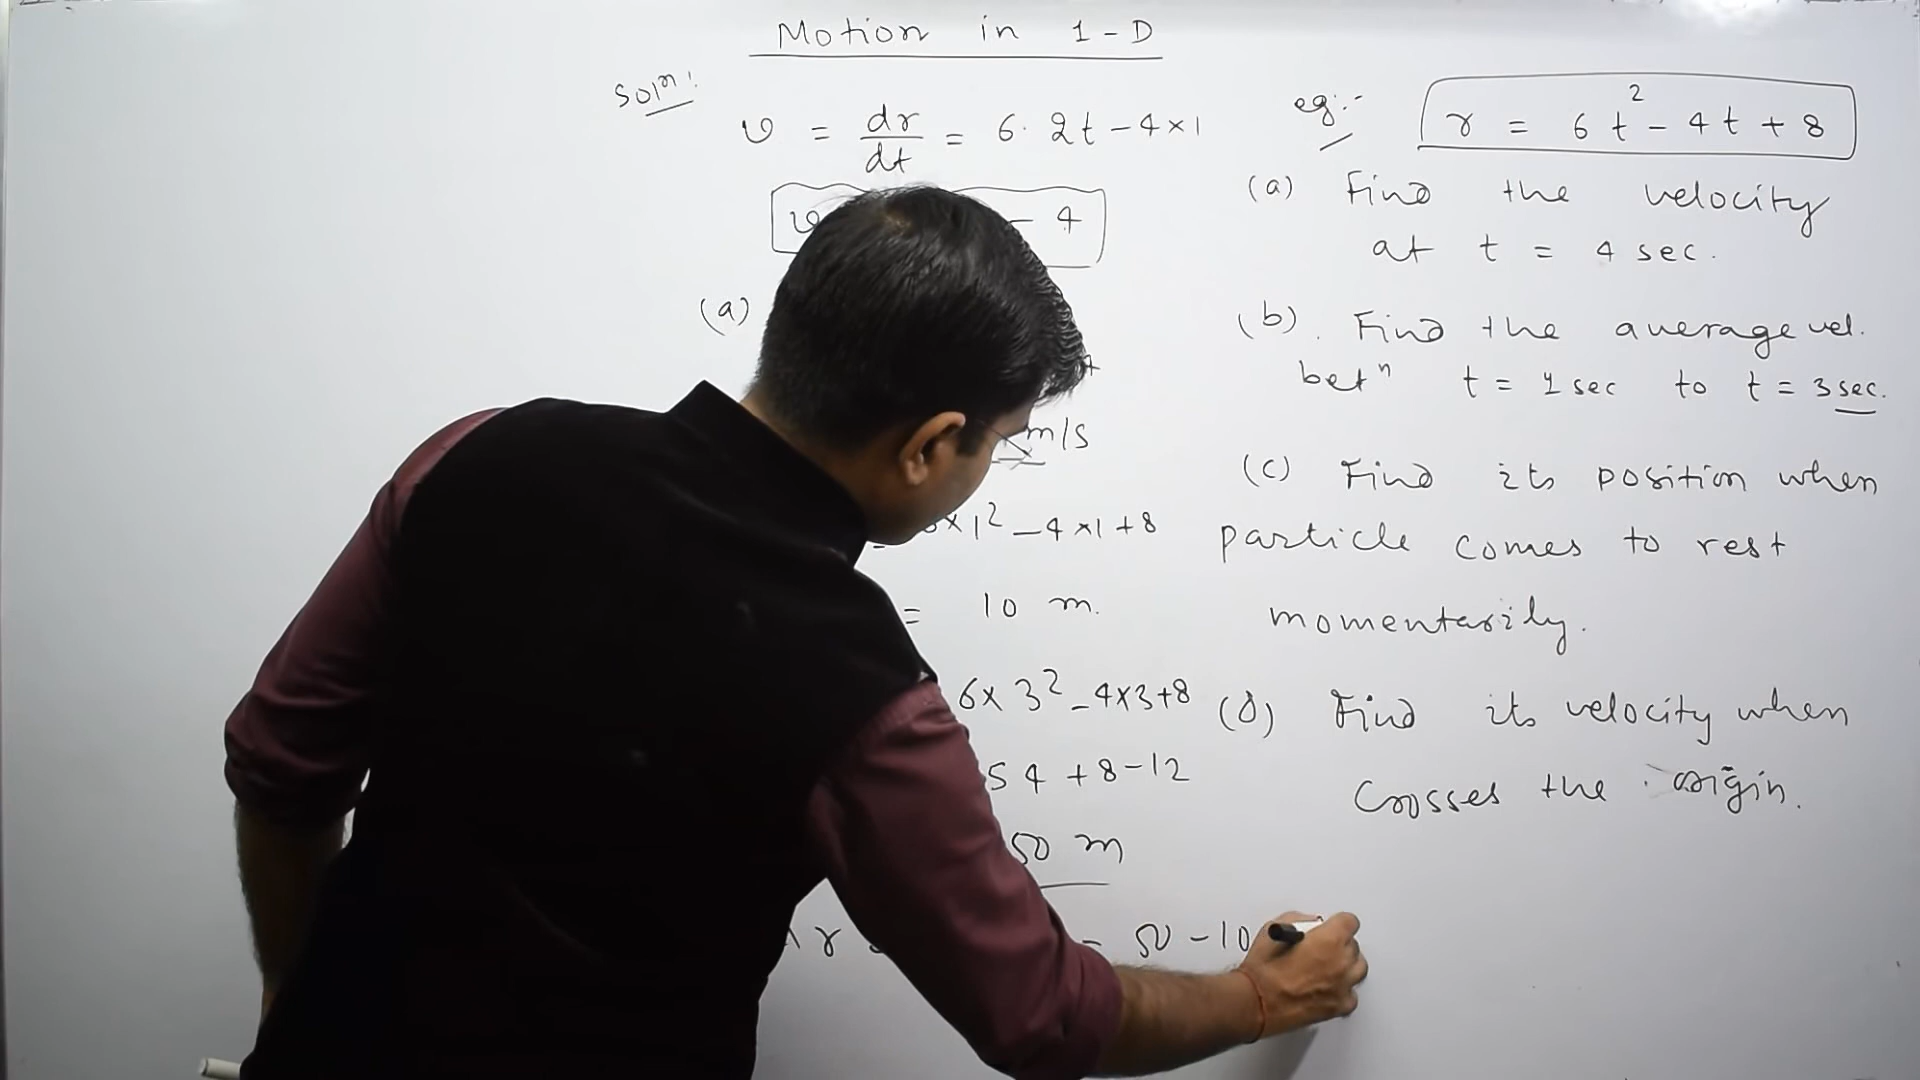 Motion in 1-D
Solⁿ:
v = dr/dt = 6· 2t - 4×1
v - 4
(a)
m/s
×1² - 4×1+8
= 10 m.
6×3² - 4×3+8
54 +8-12
50 m
r = 50 -10
eg:-
r = 6t² - 4t + 8
(a) Find the velocity
at t = 4 sec.
(b). Find the average vel.
betⁿ t = 1 sec to t = 3 sec.
(c) Find its position when
particle comes to rest
momentarily.
(d) Find its velocity when
Crosses the origin.